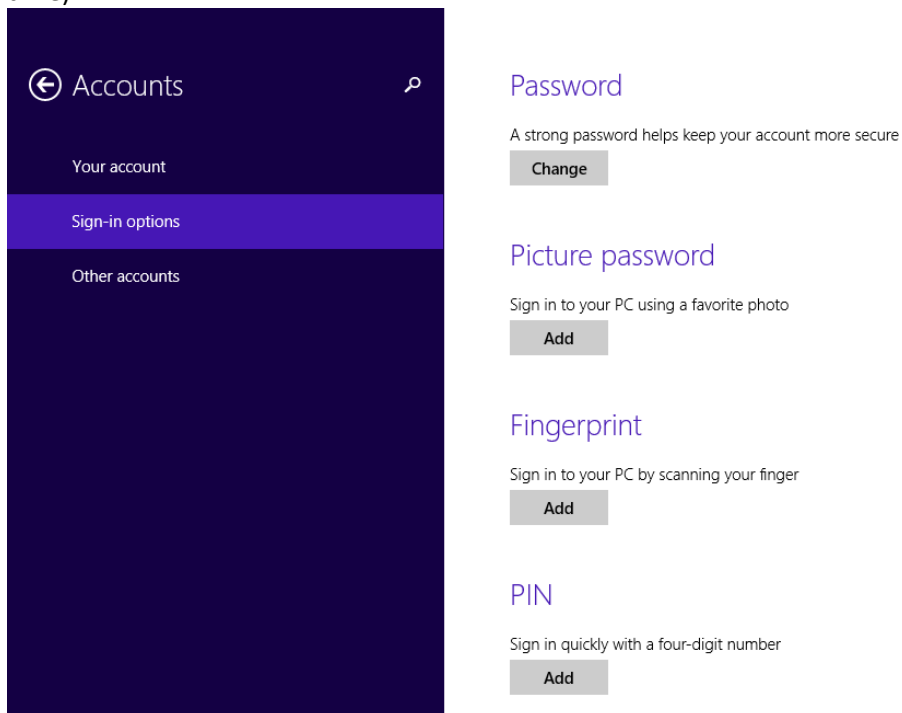 Accounts
Your account
Sign-in options
Other accounts
Password
A strong password helps keep your account more secure
Change
Picture password
Sign in to your PC using a favorite photo
Add
Fingerprint
Sign in to your PC by scanning your finger
Add
PIN
Sign in quickly with a four-digit number
Add